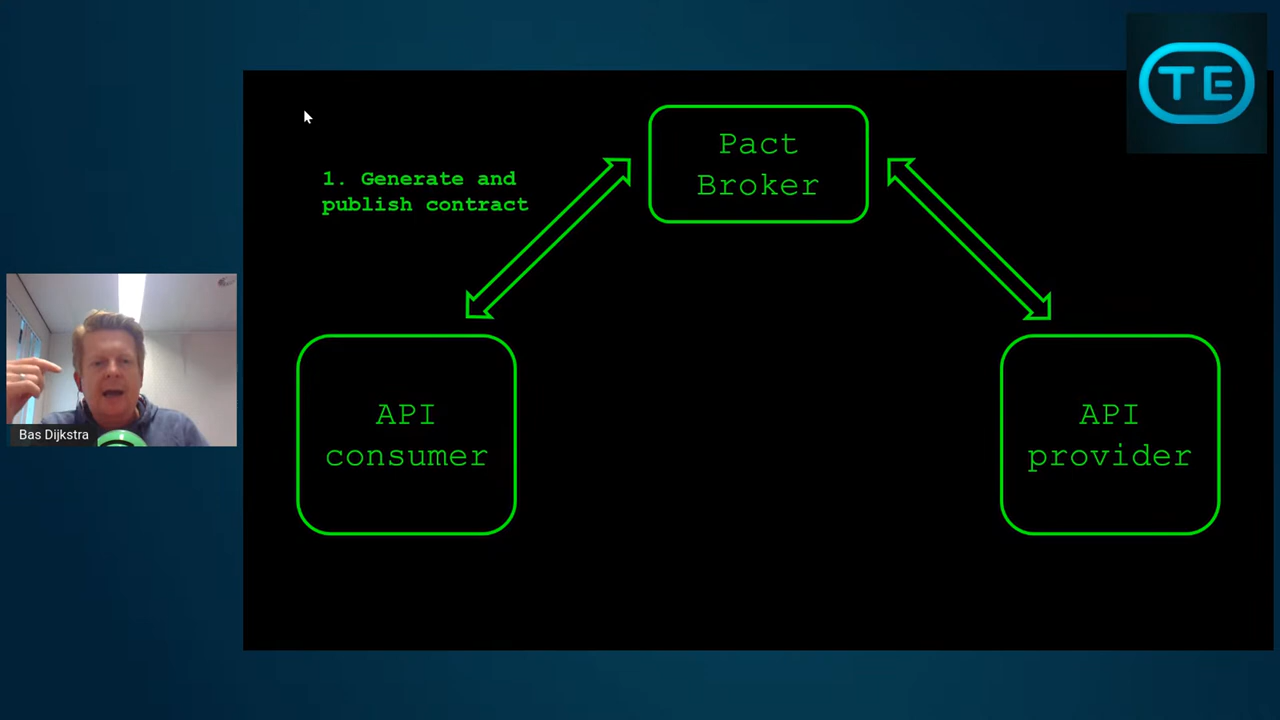 TE
Pact
Broker
1. Generate and
publish contract
API
consumer
API
provider
Bas Dijkstra